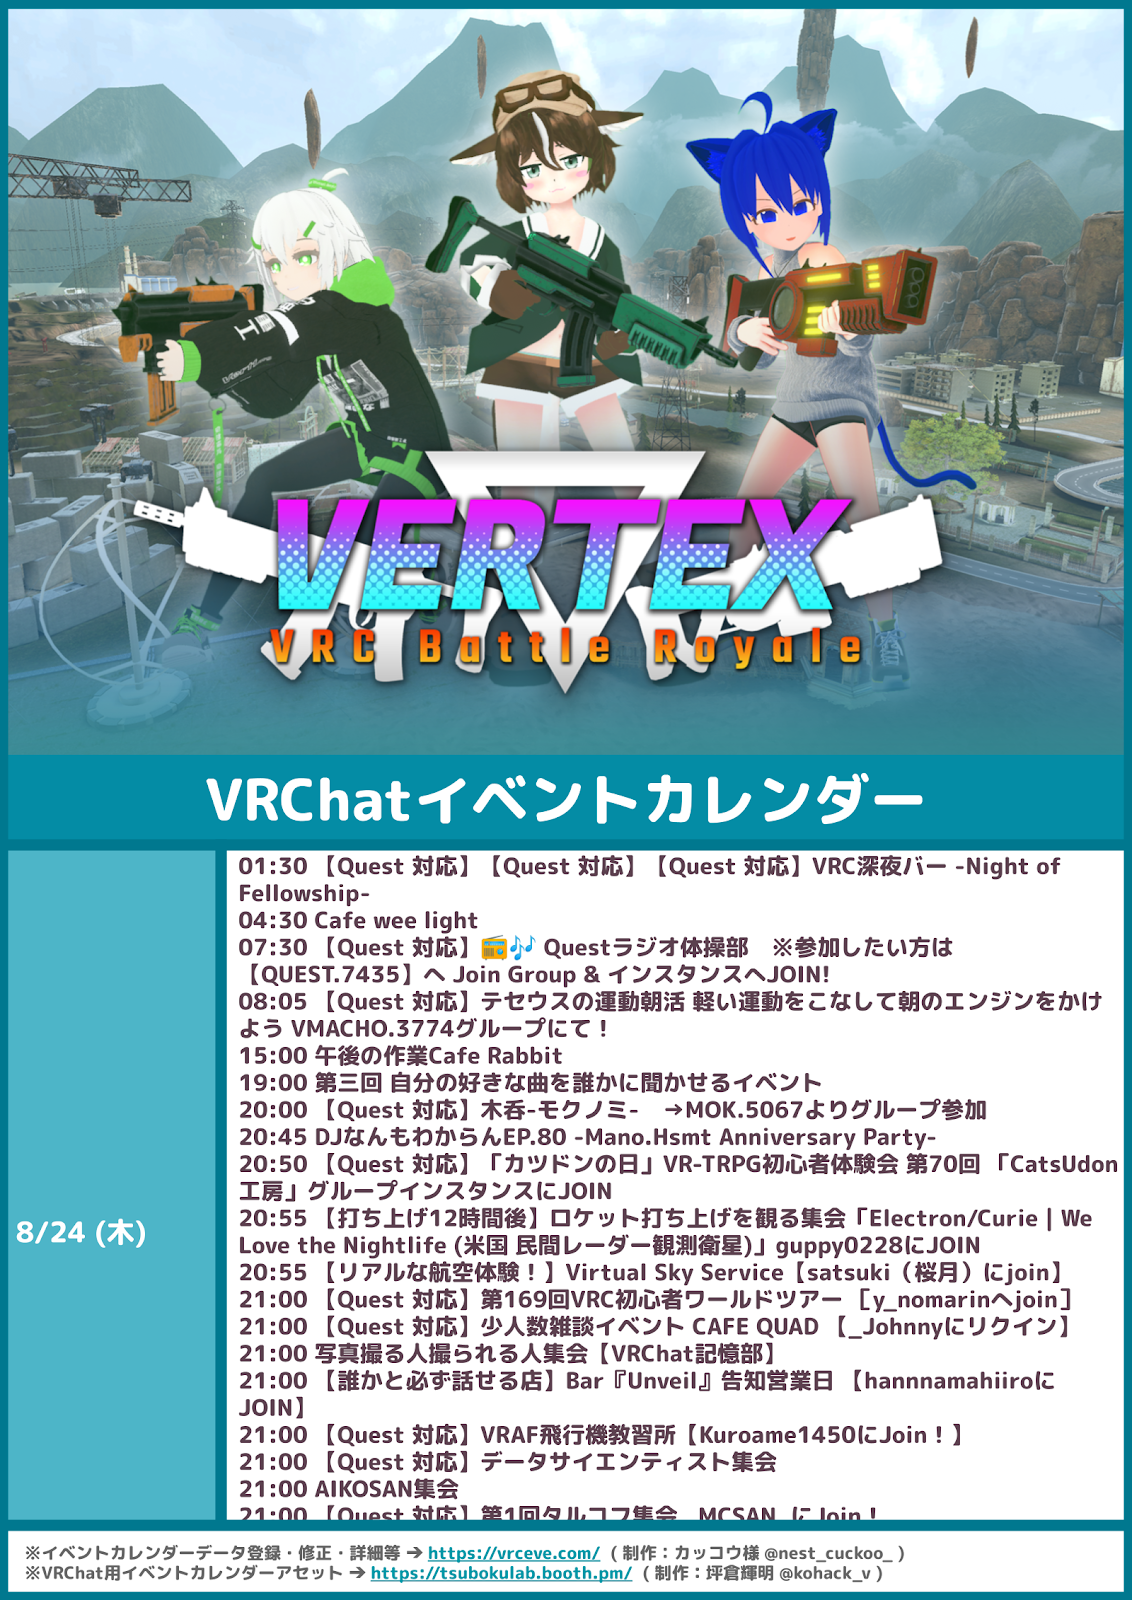 VERTEX
VRC Battle Royale
VRChatイベントカレンダー
8/24 (木)
01:30 【Quest 対応】【Quest 対応】【Quest 対応】VRC深夜バー -Night of
Fellowship-
04:30 Cafe wee light
07:30 【Quest 対応】📻🎶 Questラジオ体操部　※参加したい方は
【QUEST.7435】へ Join Group & インスタンスへJOIN!
08:05 【Quest 対応】テセウスの運動朝活 軽い運動をこなして朝のエンジンをかけ
よう VMACHO.3774グループにて！
15:00 午後の作業Cafe Rabbit
19:00 第三回 自分の好きな曲を誰かに聞かせるイベント
20:00 【Quest 対応】木呑-モクノミ-　→MOK.5067よりグループ参加
20:45 DJなんもわからんEP.80 -Mano.Hsmt Anniversary Party-
20:50 【Quest 対応】「カツドンの日」VR-TRPG初心者体験会 第70回 「CatsUdon
工房」グループインスタンスにJOIN
20:55 【打ち上げ12時間後】ロケット打ち上げを観る集会「Electron/Curie | We
Love the Nightlife (米国 民間レーダー観測衛星)」guppy0228にJOIN
20:55 【リアルな航空体験！】Virtual Sky Service【satsuki（桜月）にjoin】
21:00 【Quest 対応】第169回VRC初心者ワールドツアー ［y_nomarinへjoin］
21:00 【Quest 対応】少人数雑談イベント CAFE QUAD 【_Johnnyにリクイン】
21:00 写真撮る人撮られる人集会【VRChat記憶部】
21:00 【誰かと必ず話せる店】Bar『Unveil』告知営業日 【hannnamahiiroに
JOIN】
21:00 【Quest 対応】VRAF飛行機教習所【Kuroame1450にJoin！】
21:00 【Quest 対応】データサイエンティスト集会
21:00 AIKOSAN集会
21:00 【Quest 対応】第1回タルコフ集会　MCSAN_にJoin！
※イベントカレンダーデータ登録・修正・詳細等 → https://vrceve.com/ ( 制作：カッコウ様 @nest_cuckoo_ )
※VRChat用イベントカレンダーアセット → https://tsubokulab.booth.pm/ ( 制作：坪倉輝明 @kohack_v )